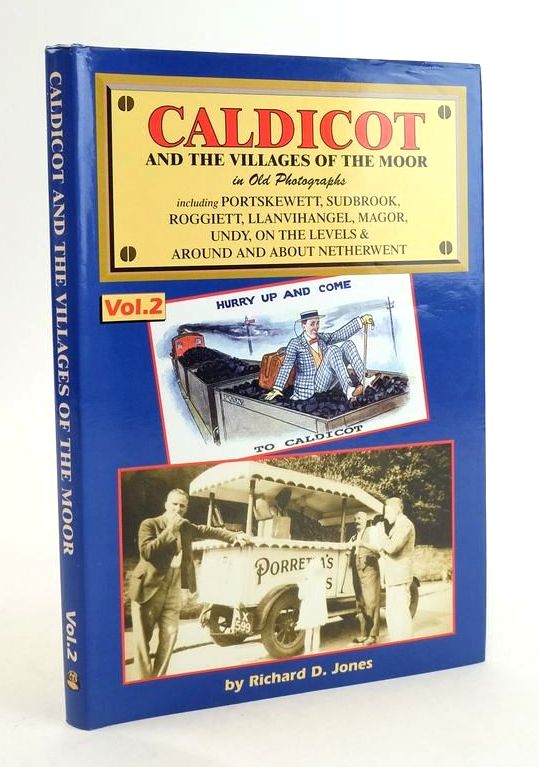 CALDICOT AND THE VILLAGES OF THE MOOR
Vol.2
CALDICOT
AND THE VILLAGES OF THE MOOR
in Old Photographs
including PORTSKEWETT, SUDBROOK,
ROGGIETT, LLANVIHANGEL, MAGOR,
UNDY, ON THE LEVELS &
AROUND AND ABOUT NETHERWENT
Vol.2
HURRY UP AND COME
TO CALDICOT
by Richard D. Jones